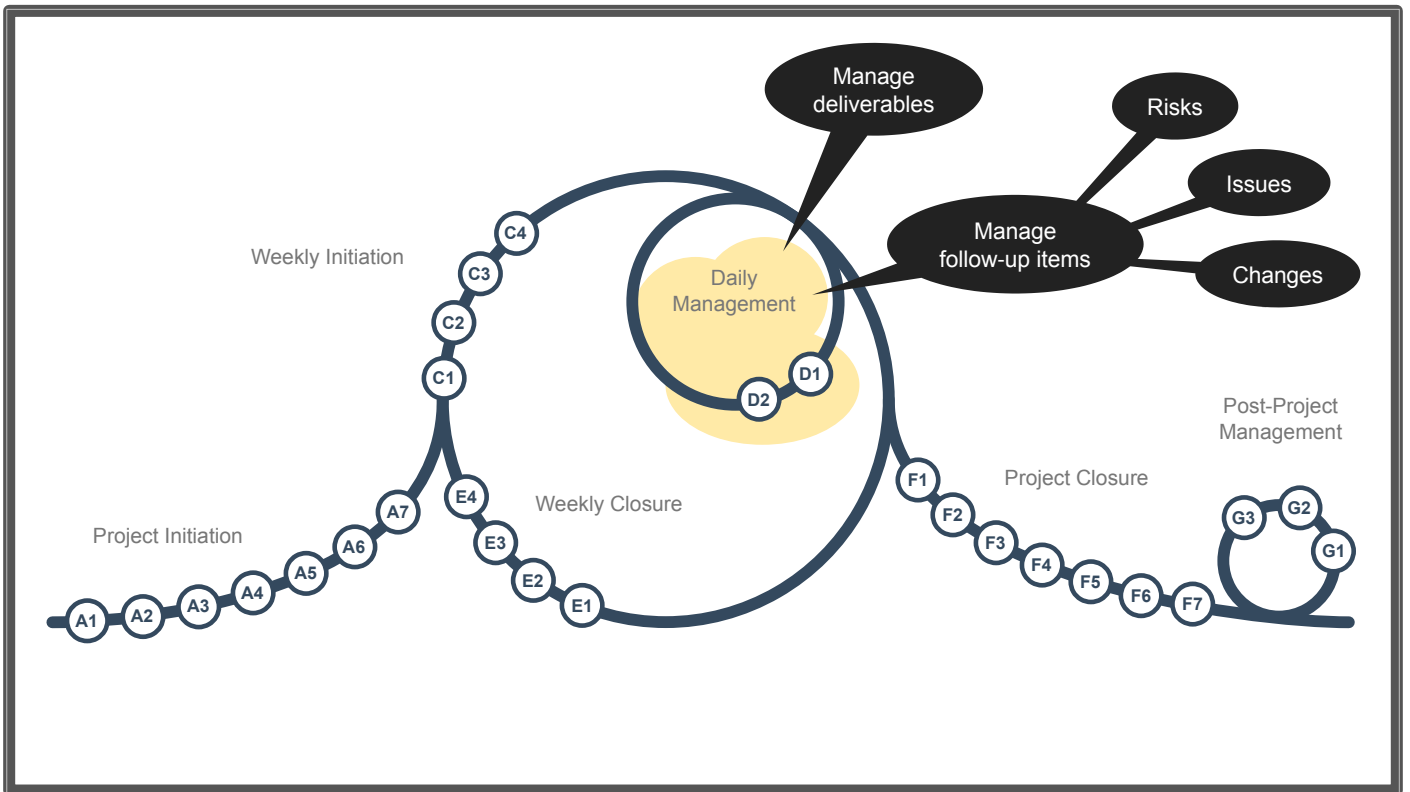 Manage
deliverables
Risks
Issues
Manage
follow-up items
Changes
Weekly Initiation
C4
C3
C2
C1
Daily
Management
D1
D2
Post-Project
Management
Project Initiation
A1
A2
A3
A4
A5
A6
A7
Weekly Closure
E4
E3
E2
E1
Project Closure
F1
F2
F3
F4
F5
F6
F7
G3
G2
G1